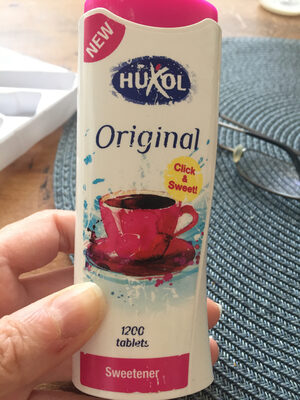 NEW
HUXOL
Original
Click
& Sweet!
1200
tablets
Sweetener